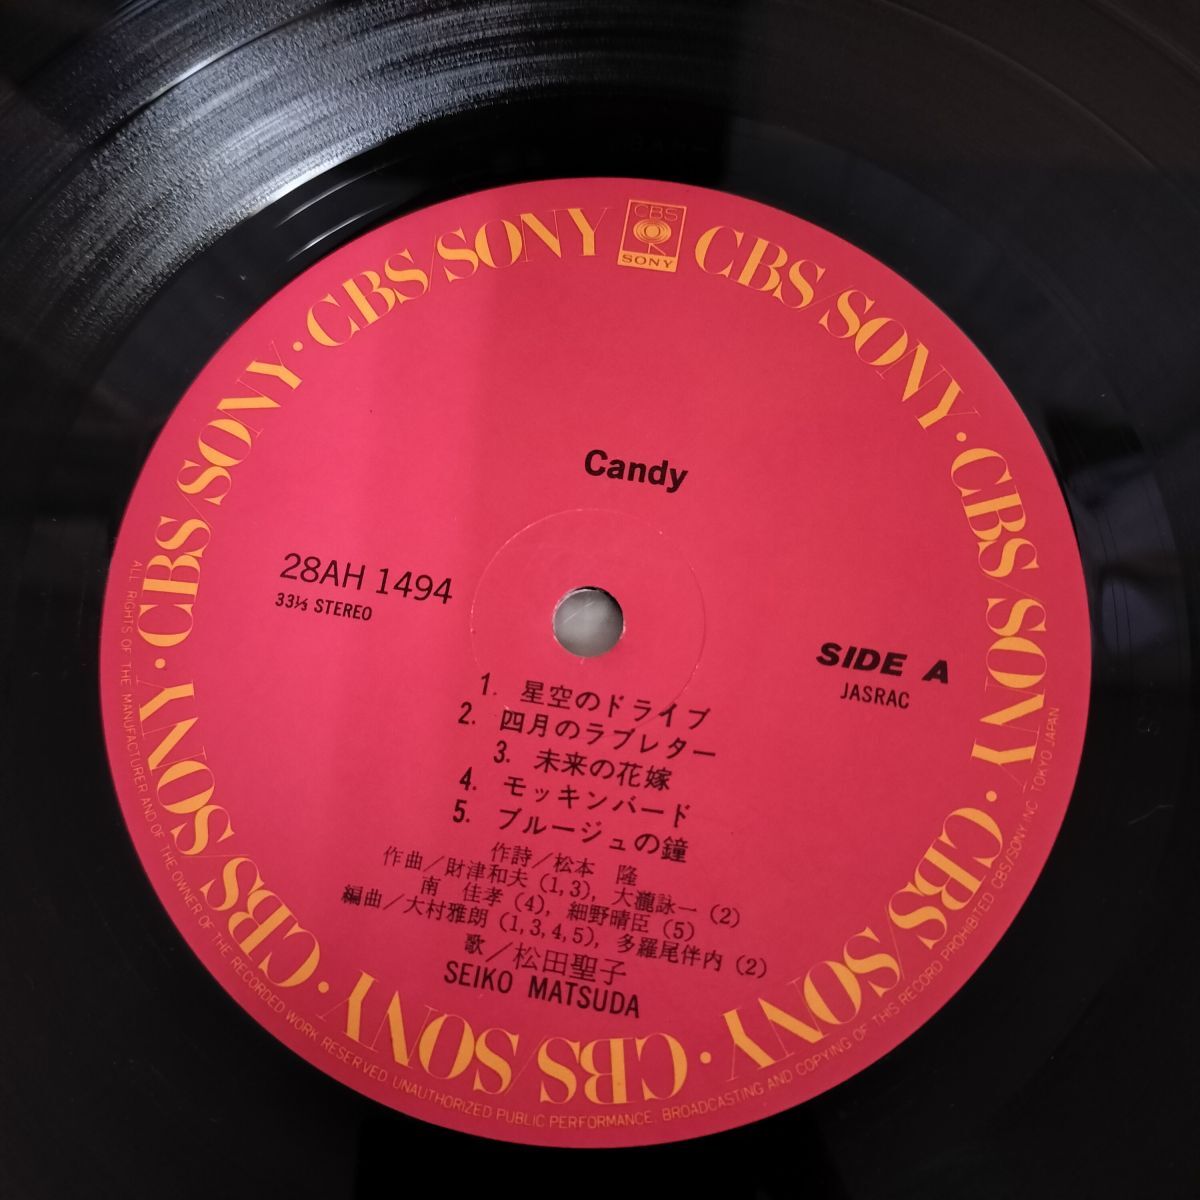 CBS
SONY
CBS/SONY · CBS/SONY · CBS/SONY · CBS/SONY · CBS/SONY · CBS/SONY · CBS/SONY · CBS/SONY
Candy
28AH 1494
33⅓ STEREO
SIDE A
JASRAC
1. 星空のドライブ
2. 四月のラブレター
3. 未来の花嫁
4. モッキンバード
5. ブルージュの鐘
作詩/松本 隆
作曲/財津和夫(1,3), 大瀧詠一(2)
南 佳孝(4), 細野晴臣(5)
編曲/大村雅朗(1,3,4,5), 多羅尾伴内(2)
歌/松田聖子
SEIKO MATSUDA
ALL RIGHTS OF THE MANUFACTURER AND OF THE OWNER OF THE RECORDED WORK RESERVED UNAUTHORIZED PUBLIC PERFORMANCE, BROADCASTING AND COPYING OF THIS RECORD PROHIBITED CBS/SONY INC. TOKYO JAPAN